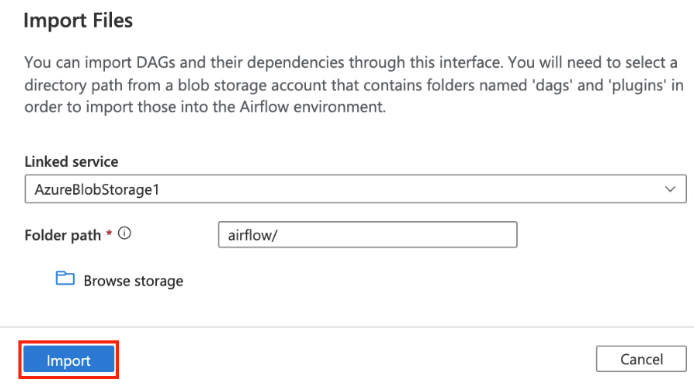 Import Files
You can import DAGs and their dependencies through this interface. You will need to select a
directory path from a blob storage account that contains folders named 'dags' and 'plugins' in
order to import those into the Airflow environment.
Linked service
AzureBlobStorage1
Folder path * airflow/
Browse storage
Import Cancel